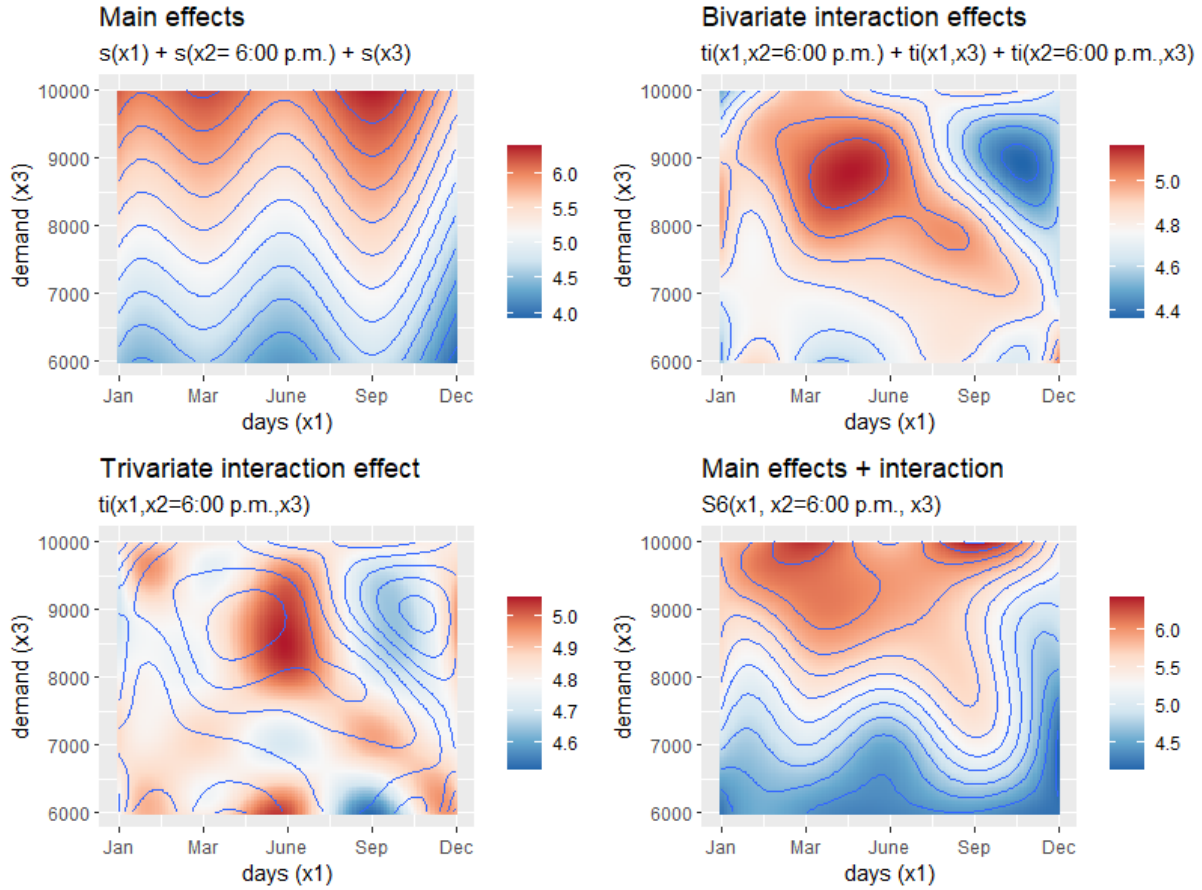 Main effects
s(x1) + s(x2= 6:00 p.m.) + s(x3)
10000
9000
8000
7000
6000
demand (x3)
Jan Mar June Sep Dec
days (x1)
6.0
5.5
5.0
4.5
4.0
Bivariate interaction effects
ti(x1,x2=6:00 p.m.) + ti(x1,x3) + ti(x2=6:00 p.m.,x3)
10000
9000
8000
7000
6000
demand (x3)
Jan Mar June Sep Dec
days (x1)
5.0
4.8
4.6
4.4
Trivariate interaction effect
ti(x1,x2=6:00 p.m.,x3)
10000
9000
8000
7000
6000
demand (x3)
Jan Mar June Sep Dec
days (x1)
5.0
4.9
4.8
4.7
4.6
Main effects + interaction
S6(x1, x2=6:00 p.m., x3)
10000
9000
8000
7000
6000
demand (x3)
Jan Mar June Sep Dec
days (x1)
6.0
5.5
5.0
4.5